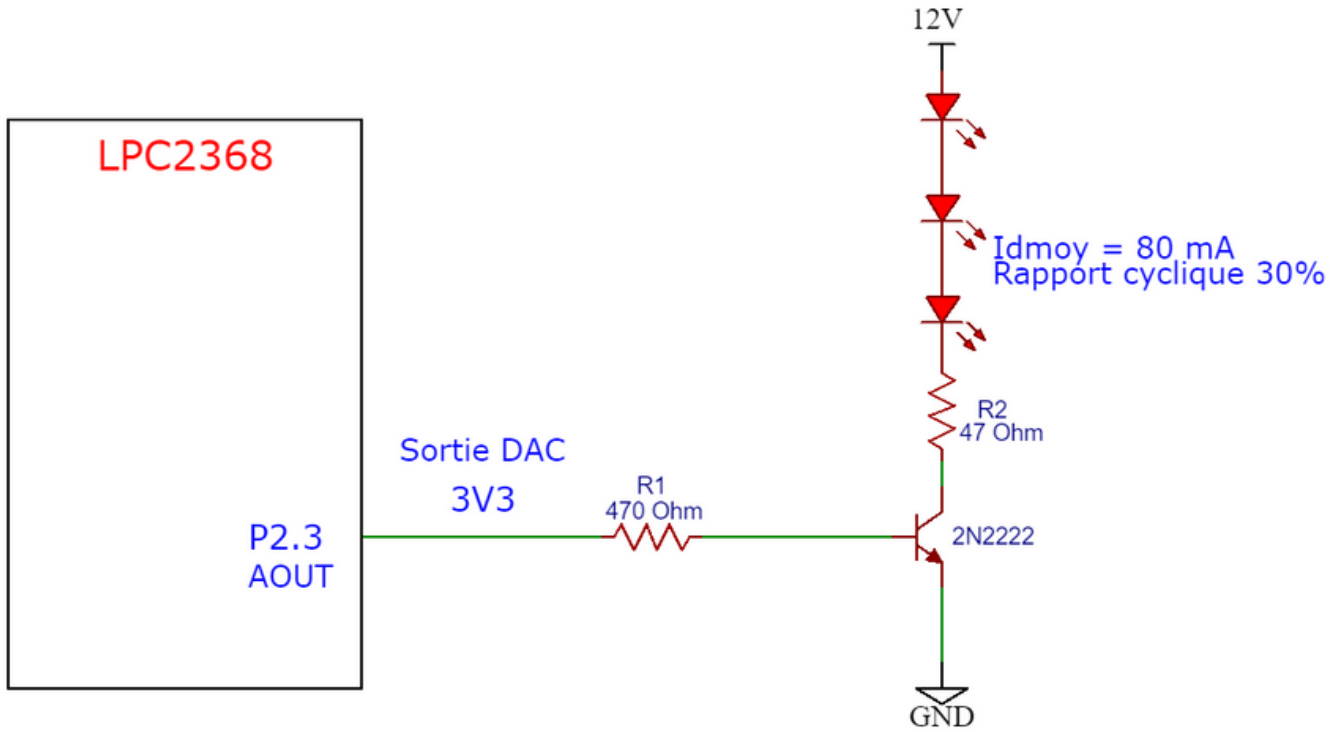 12V
LPC2368
Idmoy = 80 mA
Rapport cyclique 30%
R2
47 Ohm
Sortie DAC
3V3
R1
470 Ohm
P2.3
AOUT
2N2222
GND